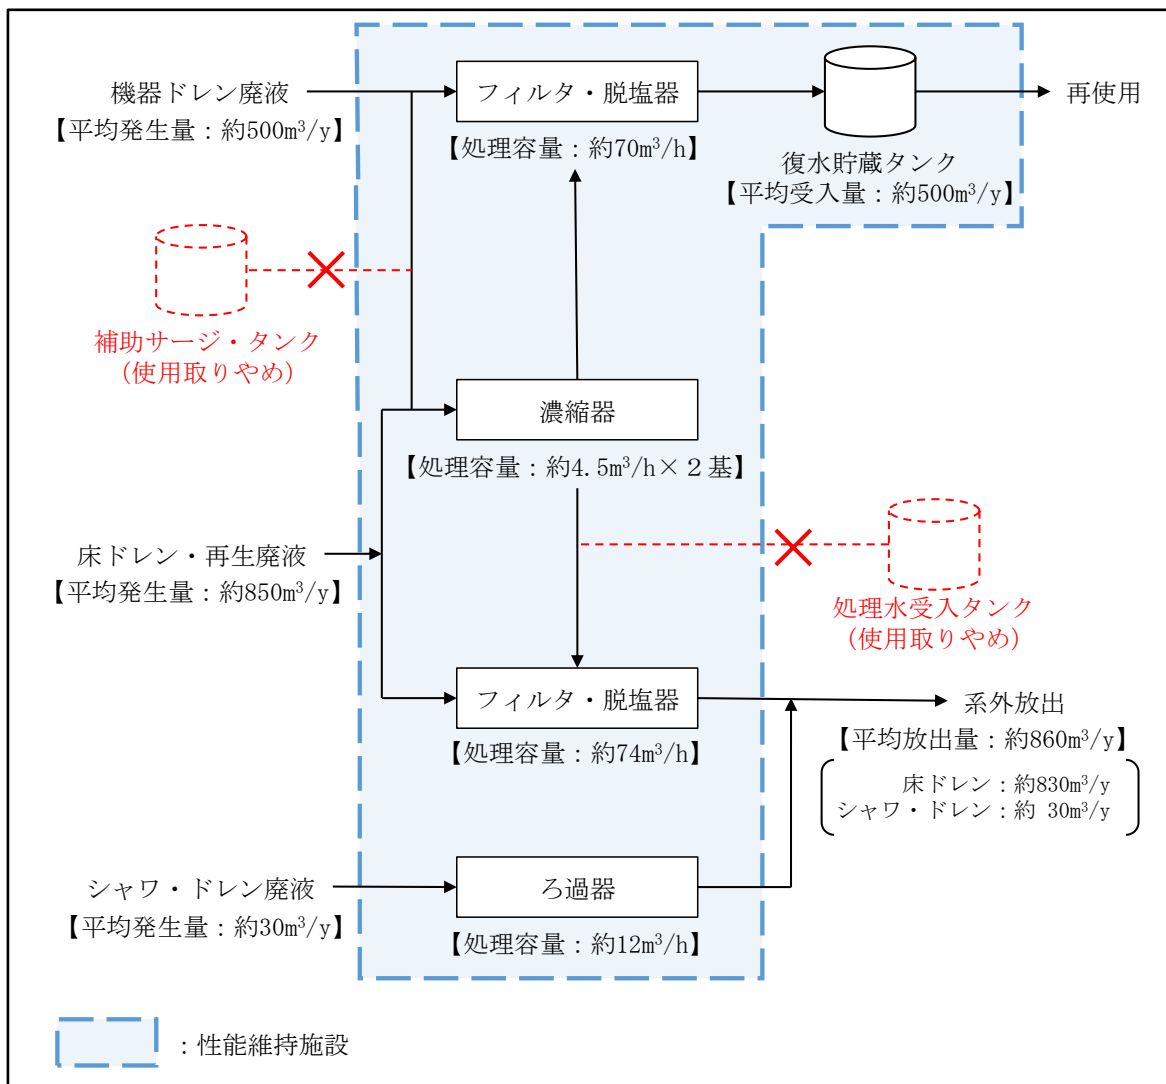 機器ドレン廃液
【平均発生量：約500m³/y】
フィルタ・脱塩器
【処理容量：約70m³/h】
復水貯蔵タンク
【平均受入量：約500m³/y】
再使用
補助サージ・タンク
(使用取りやめ)
濃縮器
【処理容量：約4.5m³/h×２基】
床ドレン・再生廃液
【平均発生量：約850m³/y】
処理水受入タンク
(使用取りやめ)
フィルタ・脱塩器
【処理容量：約74m³/h】
系外放出
【平均放出量：約860m³/y】
床ドレン：約830m³/y
シャワ・ドレン：約 30m³/y
シャワ・ドレン廃液
【平均発生量：約30m³/y】
ろ過器
【処理容量：約12m³/h】
：性能維持施設